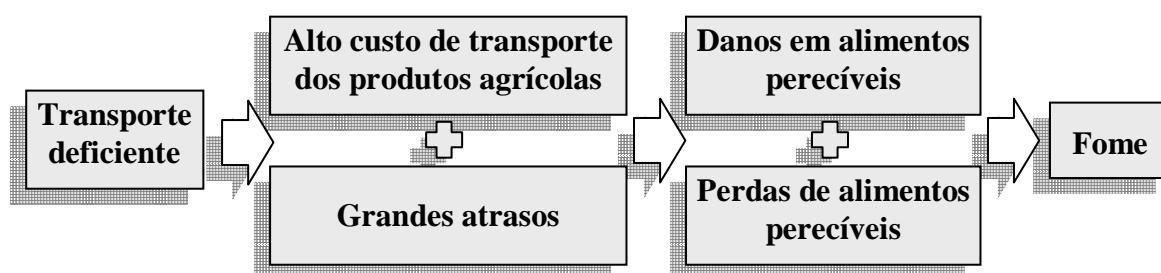 Transporte
deficiente
Alto custo de transporte
dos produtos agrícolas
Grandes atrasos
Danos em alimentos
perecíveis
Perdas de alimentos
perecíveis
Fome